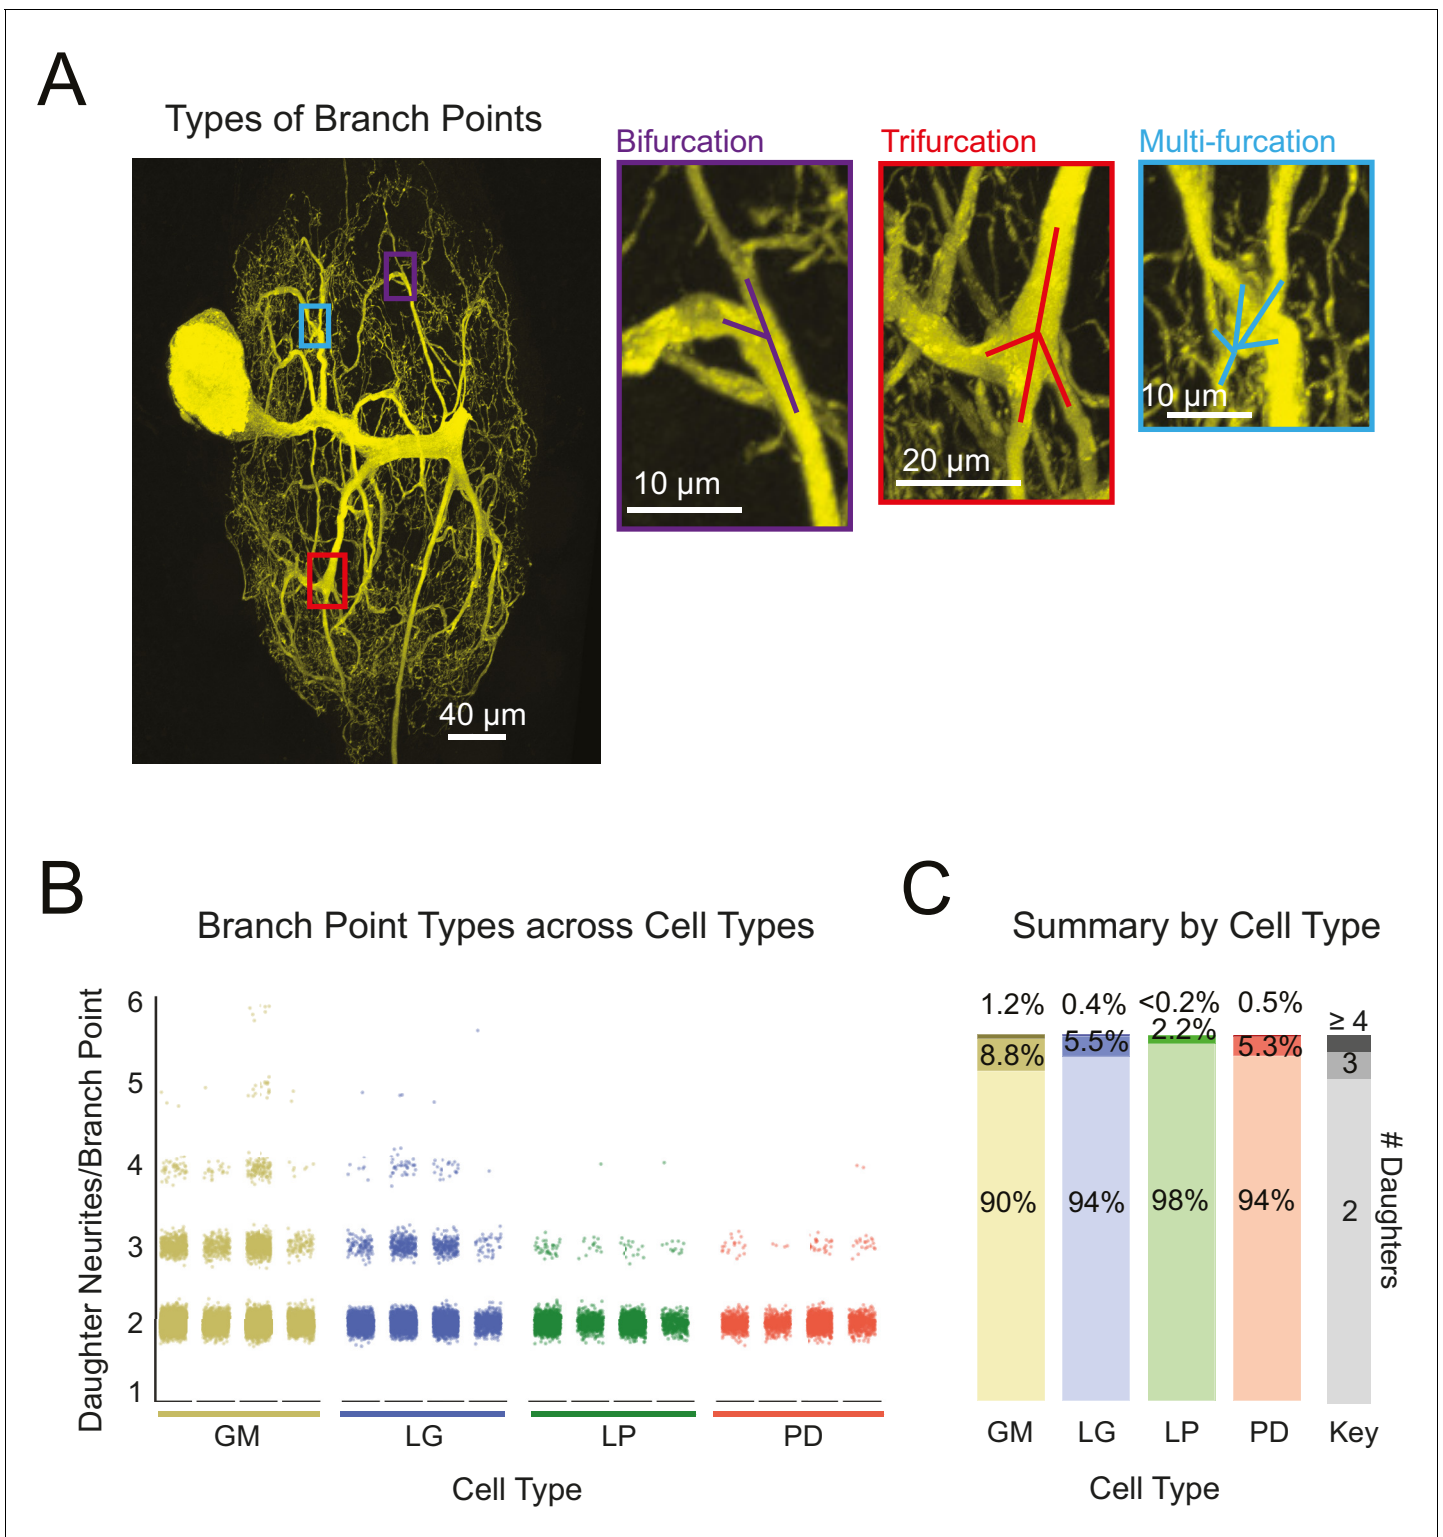 A
Types of Branch Points
Bifurcation
Trifurcation
Multi-furcation
10 µm
20 µm
10 µm
40 µm
B
Branch Point Types across Cell Types
Daughter Neurites/Branch Point
6
5
4
3
2
1
GM
LG
LP
PD
Cell Type
C
Summary by Cell Type
1.2%
0.4%
<0.2%
0.5%
≥ 4
8.8%
5.5%
2.2%
5.3%
3
90%
94%
98%
94%
2
# Daughters
GM
LG
LP
PD
Key
Cell Type